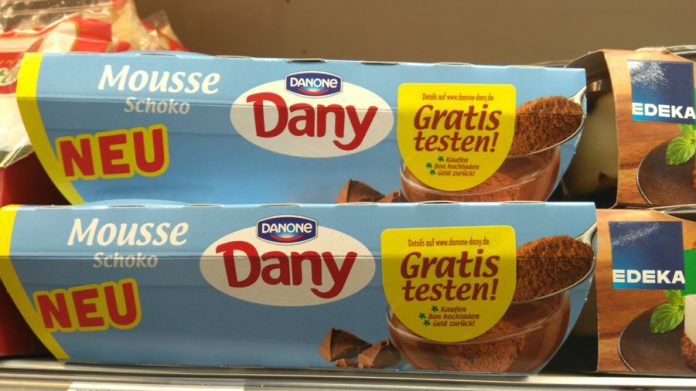 Mousse
Schoko
NEU
DANONE
Dany
Details auf www.danone-dany.de
Gratis
testen!
Kaufen
Bon hochladen
Geld zurück!
EDEKA
Mousse
Schoko
NEU
DANONE
Dany
Details auf www.danone-dany.de
Gratis
testen!
Kaufen
Bon hochladen
Geld zurück!
EDEKA